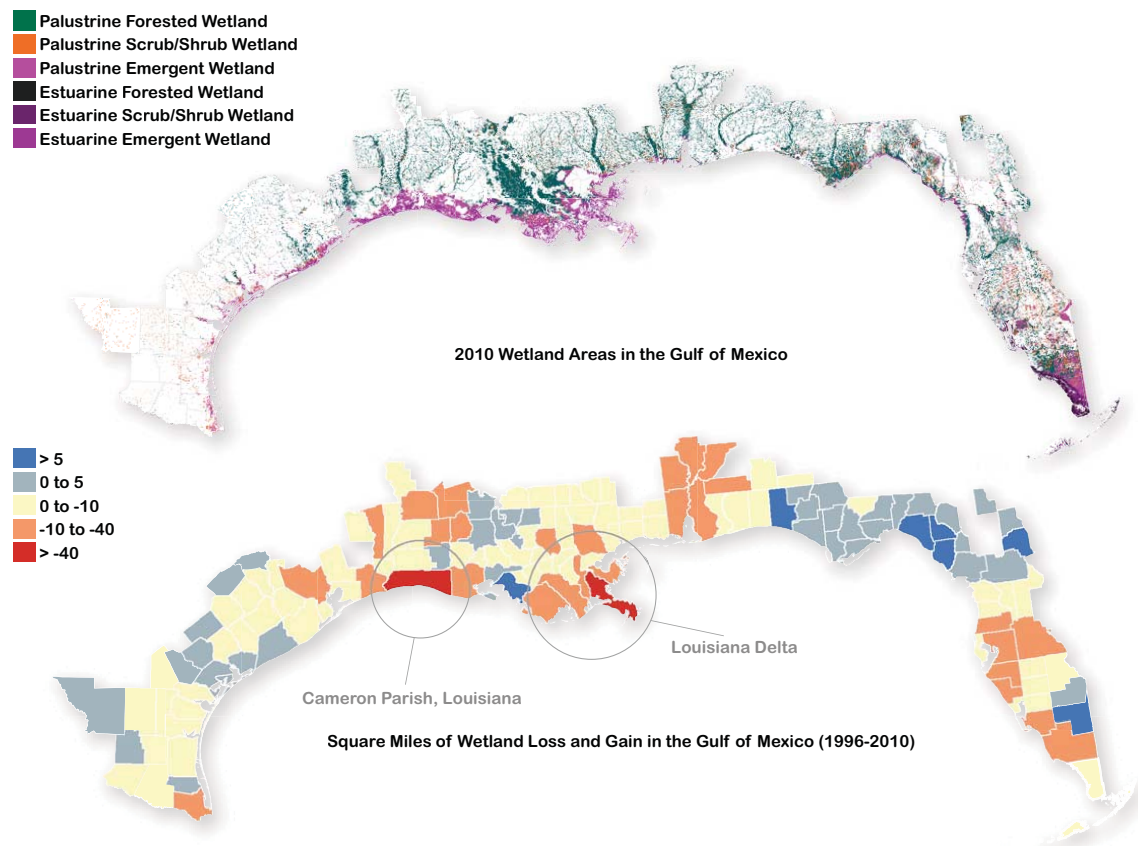 Palustrine Forested Wetland
Palustrine Scrub/Shrub Wetland
Palustrine Emergent Wetland
Estuarine Forested Wetland
Estuarine Scrub/Shrub Wetland
Estuarine Emergent Wetland
2010 Wetland Areas in the Gulf of Mexico
> 5
0 to 5
0 to -10
-10 to -40
> -40
Louisiana Delta
Cameron Parish, Louisiana
Square Miles of Wetland Loss and Gain in the Gulf of Mexico (1996-2010)